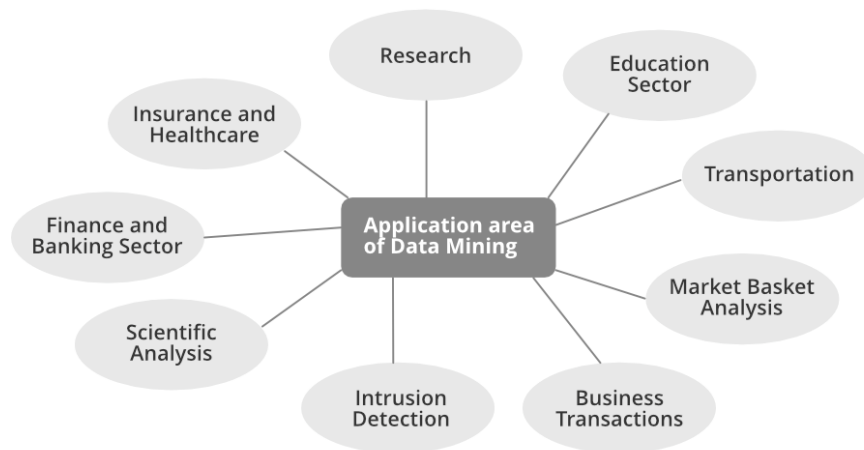 Research
Education
Sector
Insurance and
Healthcare
Transportation
Application area
of Data Mining
Finance and
Banking Sector
Market Basket
Analysis
Scientific
Analysis
Intrusion
Detection
Business
Transactions